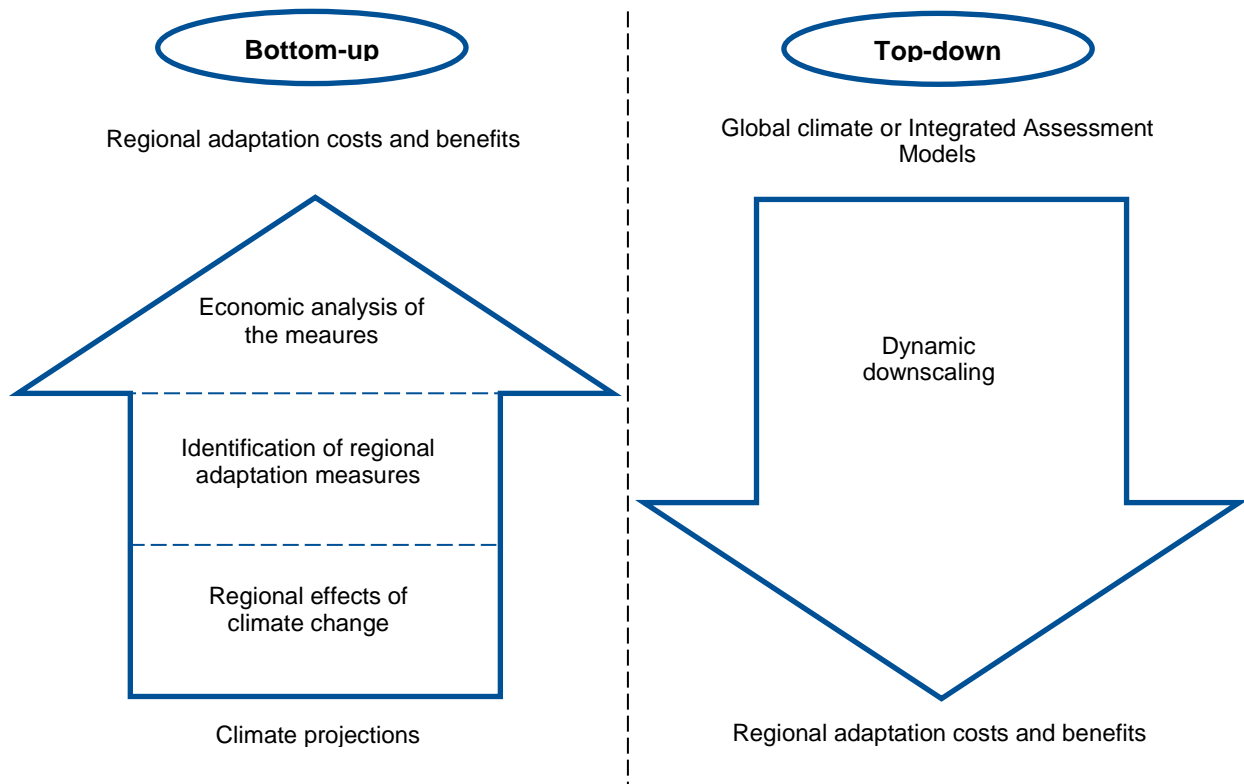 Bottom-up
Regional adaptation costs and benefits
Economic analysis of
the meaures
Identification of regional
adaptation measures
Regional effects of
climate change
Climate projections
Top-down
Global climate or Integrated Assessment
Models
Dynamic
downscaling
Regional adaptation costs and benefits